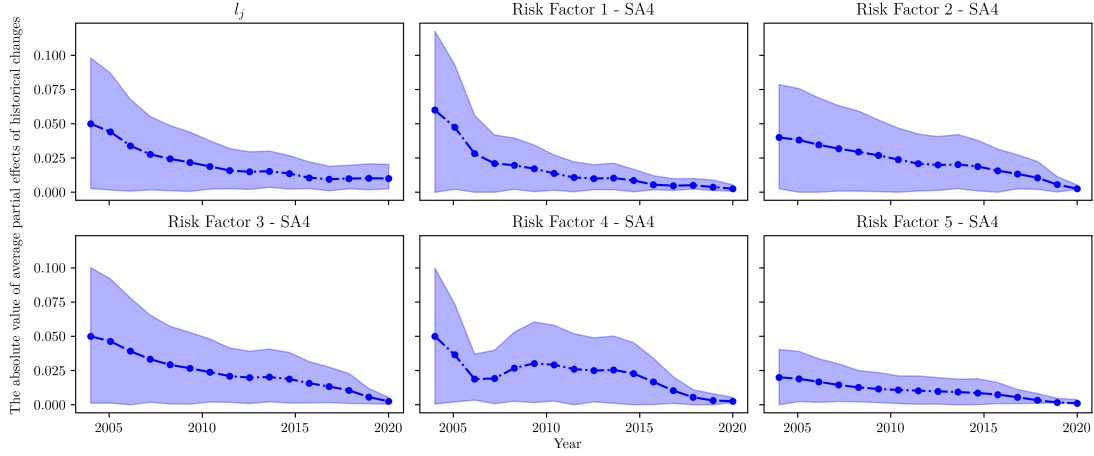 The absolute value of average partial effects of historical changes
l_j
0.100
0.075
0.050
0.025
0.000
Risk Factor 1 - SA4
Risk Factor 2 - SA4
Risk Factor 3 - SA4
0.100
0.075
0.050
0.025
0.000
2005 2010 2015 2020
Risk Factor 4 - SA4
2005 2010 2015 2020
Risk Factor 5 - SA4
2005 2010 2015 2020
Year